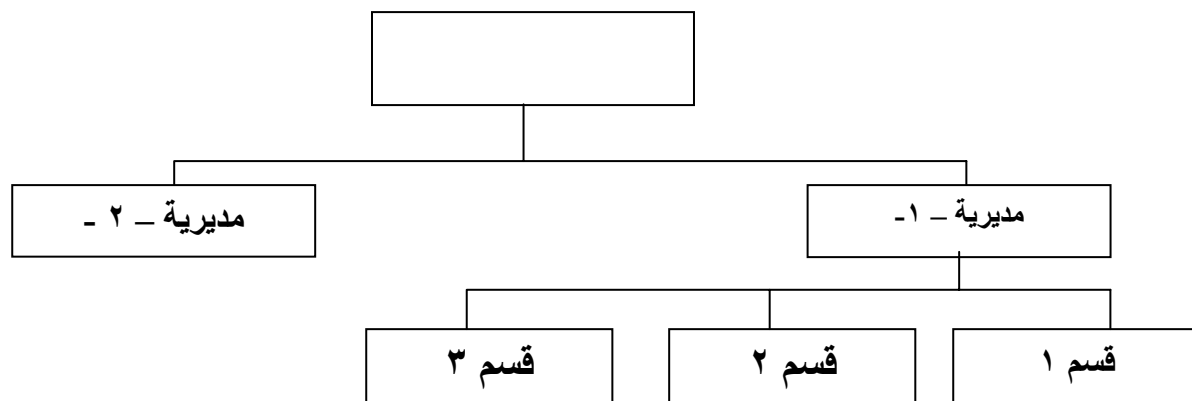 مديرية – ١-
مديرية – ٢ -
قسم ١
قسم ٢
قسم ٣